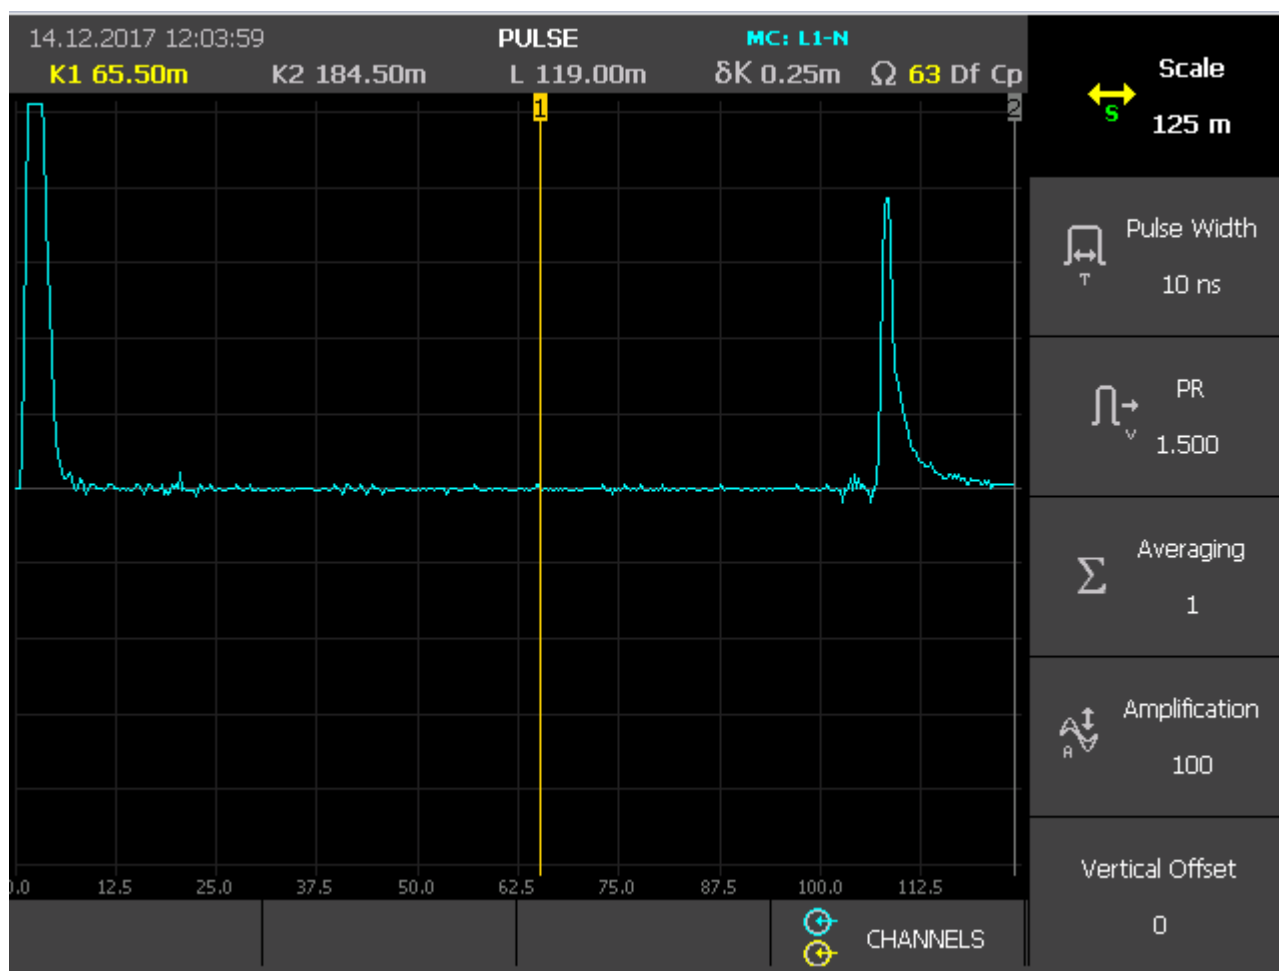 14.12.2017 12:03:59 PULSE MC: L1-N
K1 65.50m K2 184.50m L 119.00m δK 0.25m Ω 63 Df Cp
1 2
S
Scale
125 m
T
Pulse Width
10 ns
V
PR
1.500
Σ
Averaging
1
A
Amplification
100
Vertical Offset
0
0.0 12.5 25.0 37.5 50.0 62.5 75.0 87.5 100.0 112.5
CHANNELS